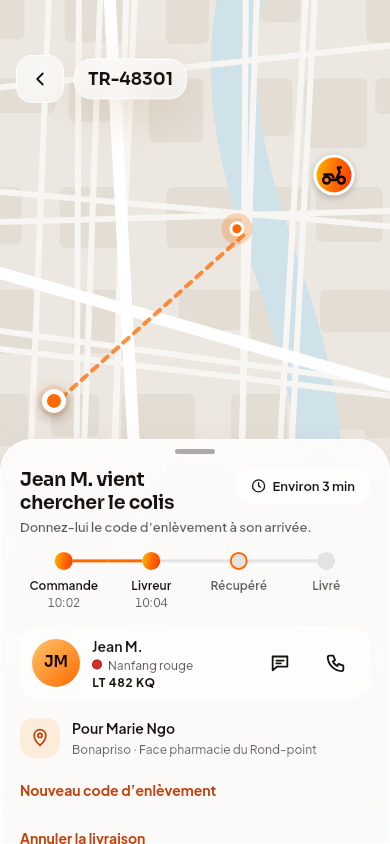 TR-48301
Jean M. vient
chercher le colis
Environ 3 min
Donnez-lui le code d’enlèvement à son arrivée.
Commande
Livreur
Récupéré
Livré
10:02
10:04
JM
Jean M.
Nanfang rouge
LT 482 KQ
Pour Marie Ngo
Bonapriso · Face pharmacie du Rond-point
Nouveau code d’enlèvement
Annuler la livraison